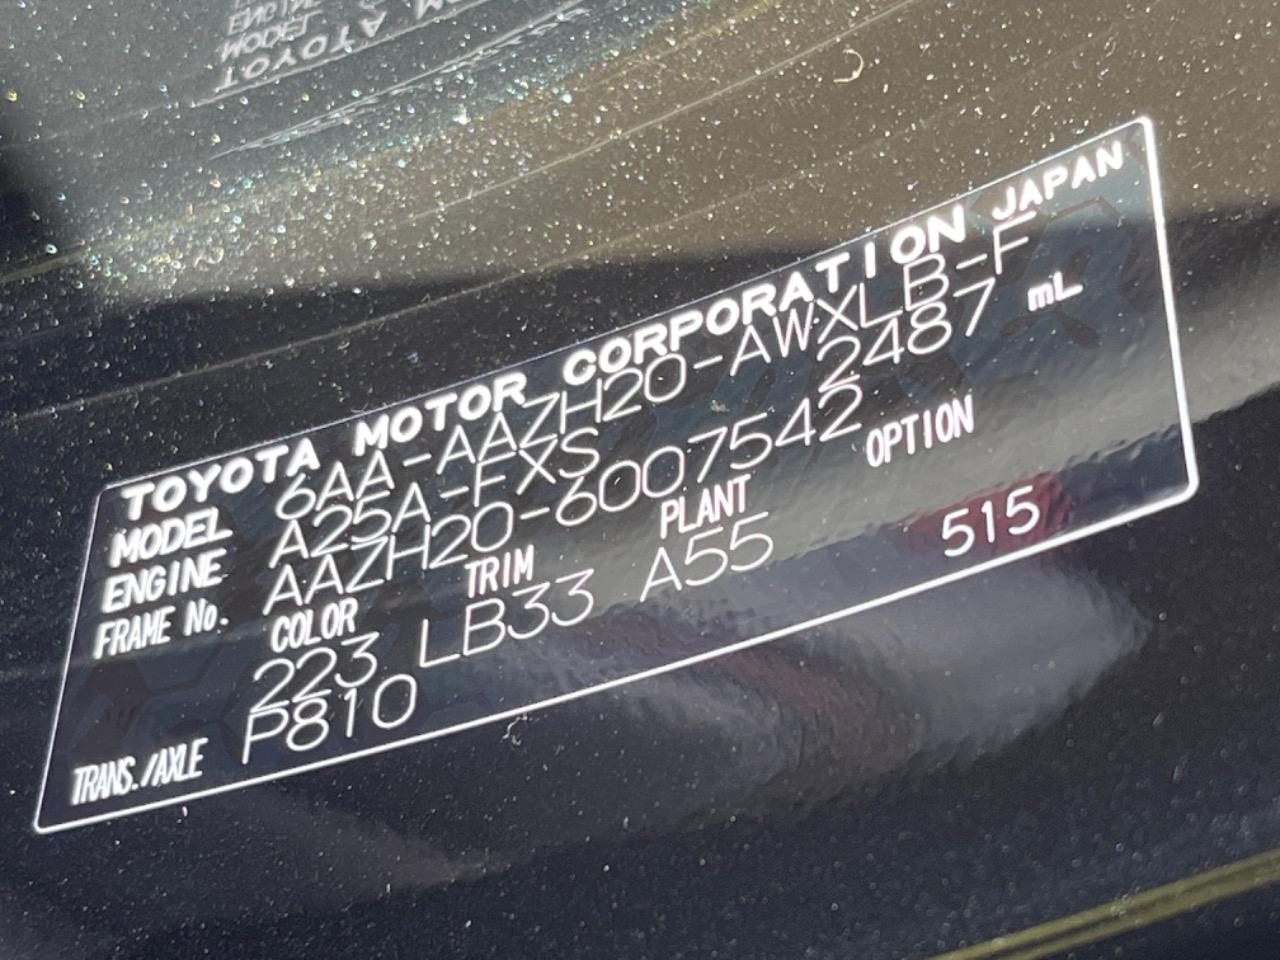 TOYOTA MOTOR CORPORATION JAPAN
MODEL 6AA-AAZH20-AWXLB-F
ENGINE A25A-FXS 2487 mL
FRAME No. AAZH20-6007542
COLOR TRIM PLANT OPTION
223 LB33 A55 515
TRANS./AXLE P810